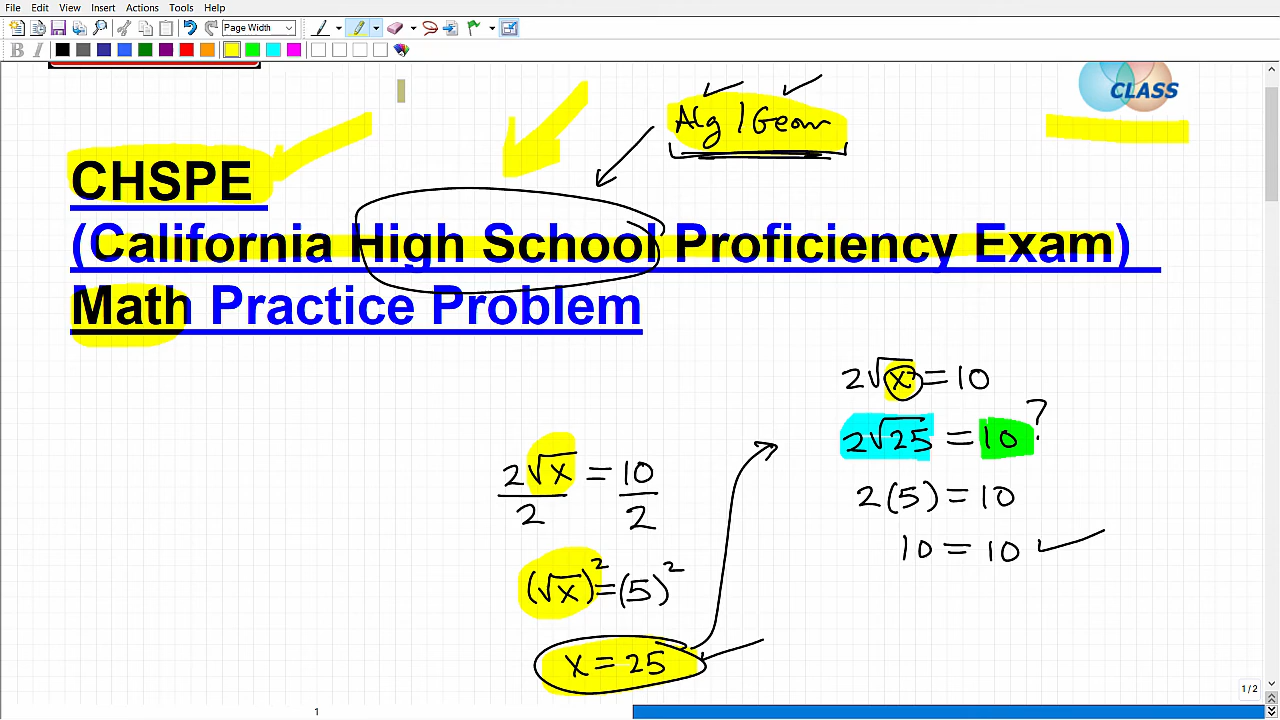 File Edit View Insert Actions Tools Help
Page Width
B I
CLASS
Alg / Geom
CHSPE
(California High School Proficiency Exam)
Math Practice Problem
2√x = 10
2√25 = 10 ?
2(5) = 10
10 = 10 ✓
2√x = 10
2 2
(√x)² = (5)²
x = 25
1/2
1